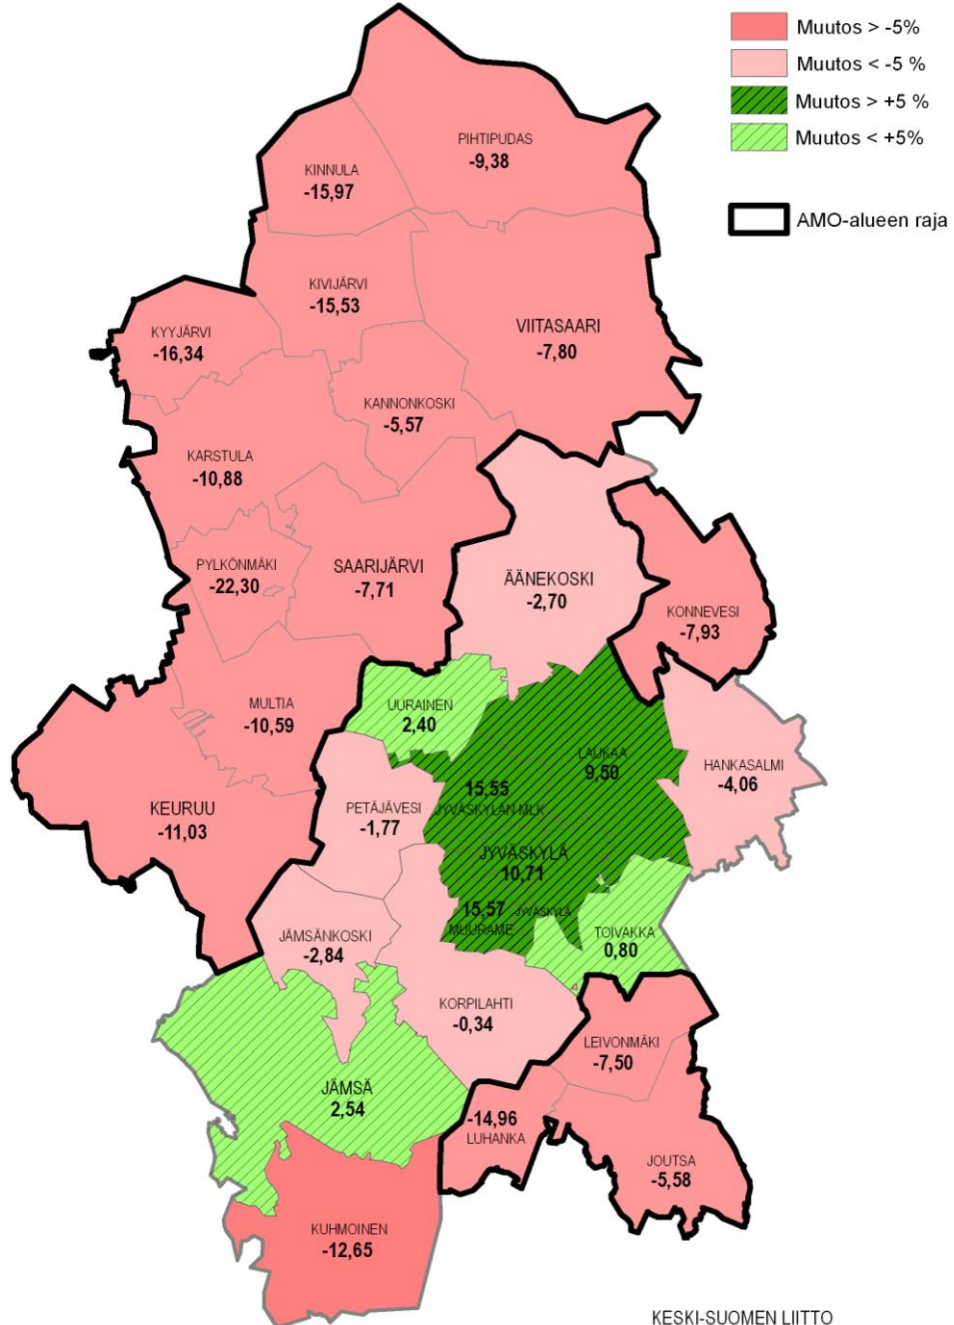 Muutos > -5%
Muutos < -5 %
Muutos > +5 %
Muutos < +5%
AMO-alueen raja
PIHTIPUDAS
-9,38
KINNULA
-15,97
KIVIJÄRVI
-15,53
VIITASAARI
-7,80
KYYJÄRVI
-16,34
KANNONKOSKI
-5,57
KARSTULA
-10,88
PYLKÖNMÄKI
-22,30
SAARIJÄRVI
-7,71
ÄÄNEKOSKI
-2,70
KONNEVESI
-7,93
MULTIA
-10,59
UURAINEN
2,40
LAUKAA
9,50
HANKASALMI
-4,06
KEURUU
-11,03
PETÄJÄVESI
-1,77
15,55
JYVÄSKYLÄN MLK
JYVÄSKYLÄ
10,71
15,57
MUURAME
JYVÄSKYLÄ
TOIVAKKA
0,80
JÄMSÄNKOSKI
-2,84
KORPILAHTI
-0,34
LEIVONMÄKI
-7,50
JÄMSÄ
2,54
-14,96
LUHANKA
JOUTSA
-5,58
KUHMOINEN
-12,65
KESKI-SUOMEN LIITTO